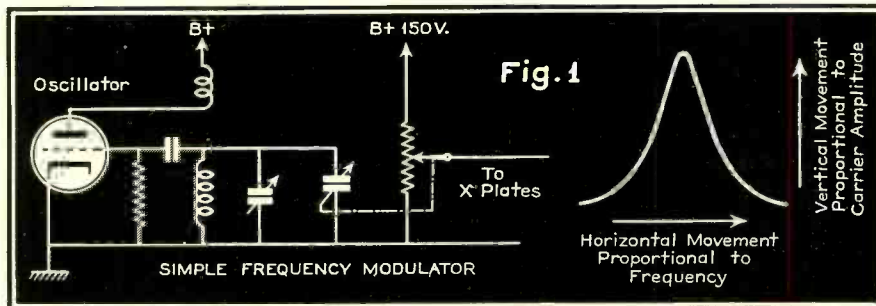 B+
B+ 150V.
Oscillator
Fig. 1
To
"X" Plates
SIMPLE FREQUENCY MODULATOR
Horizontal Movement
Proportional to
Frequency
Vertical Movement
Proportional to
Carrier Amplitude